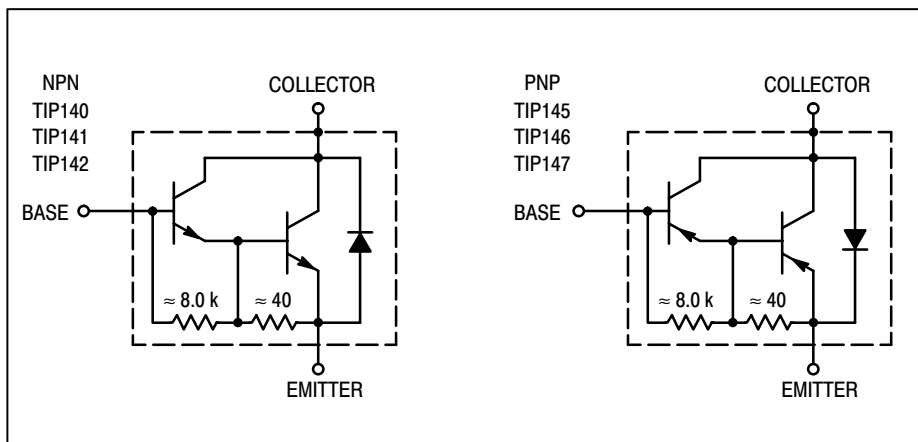 NPN
TIP140
TIP141
TIP142
COLLECTOR
BASE
≈ 8.0 k
≈ 40
EMITTER
PNP
TIP145
TIP146
TIP147
COLLECTOR
BASE
≈ 8.0 k
≈ 40
EMITTER